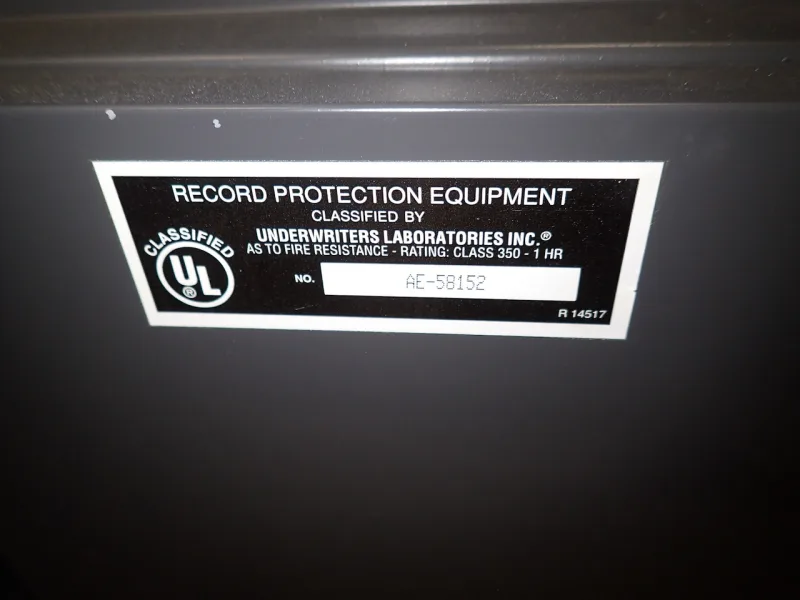 RECORD PROTECTION EQUIPMENT
CLASSIFIED BY
UNDERWRITERS LABORATORIES INC.®
AS TO FIRE RESISTANCE - RATING: CLASS 350 - 1 HR
CLASSIFIED
UL®
NO. AE-58152
R 14517